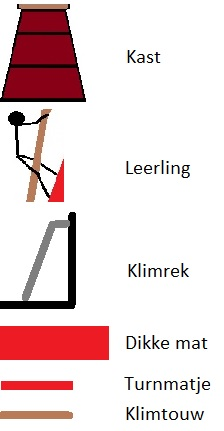 Kast
Leerling
Klimrek
Dikke mat
Turnmatje
Klimtouw